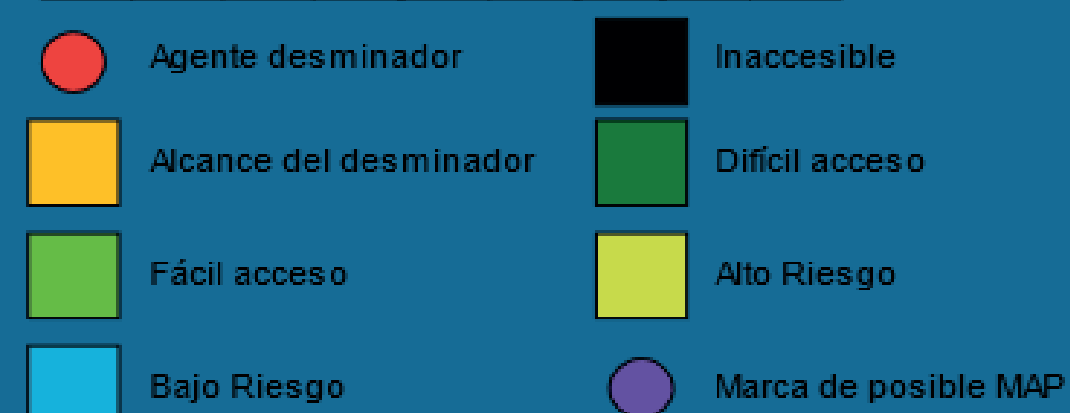 Agente desminador
Inaccesible
Alcance del desminador
Difícil acceso
Fácil acceso
Alto Riesgo
Bajo Riesgo
Marca de posible MAP